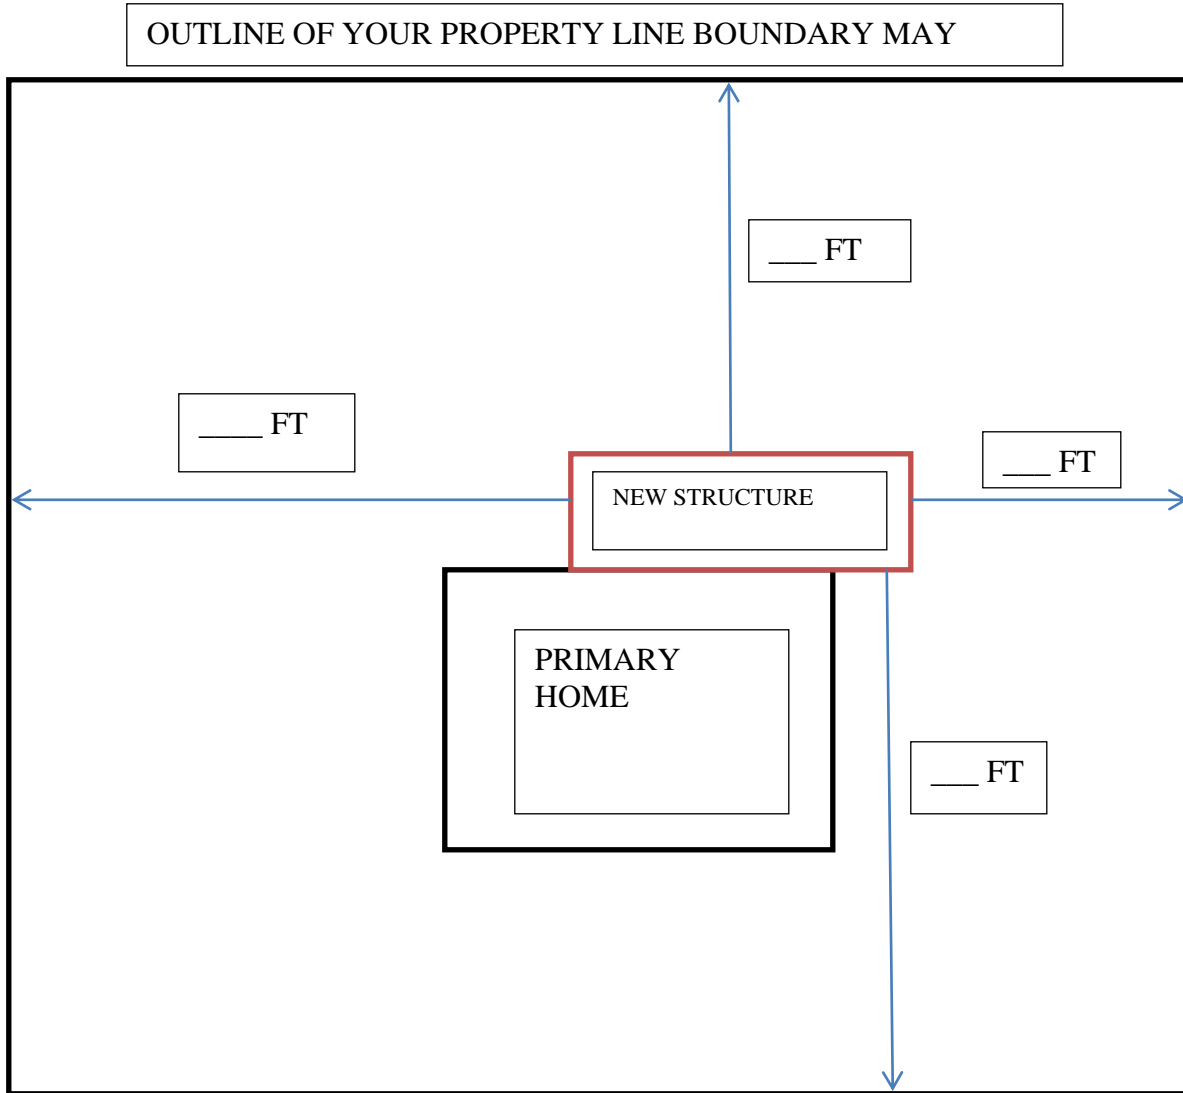 OUTLINE OF YOUR PROPERTY LINE BOUNDARY MAY
___ FT
____ FT
___ FT
NEW STRUCTURE
PRIMARY
HOME
___ FT